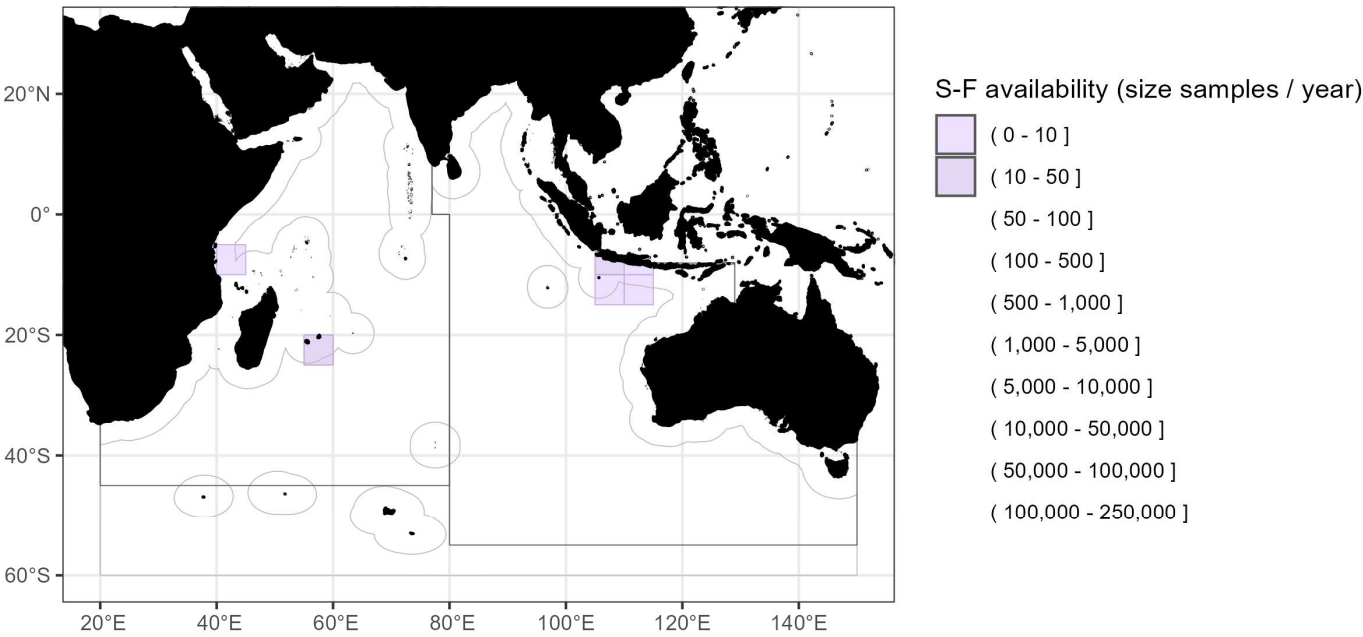 20°N
0°
20°S
40°S
60°S
20°E 40°E 60°E 80°E 100°E 120°E 140°E
S-F availability (size samples / year)
( 0 - 10 ]
( 10 - 50 ]
( 50 - 100 ]
( 100 - 500 ]
( 500 - 1,000 ]
( 1,000 - 5,000 ]
( 5,000 - 10,000 ]
( 10,000 - 50,000 ]
( 50,000 - 100,000 ]
( 100,000 - 250,000 ]